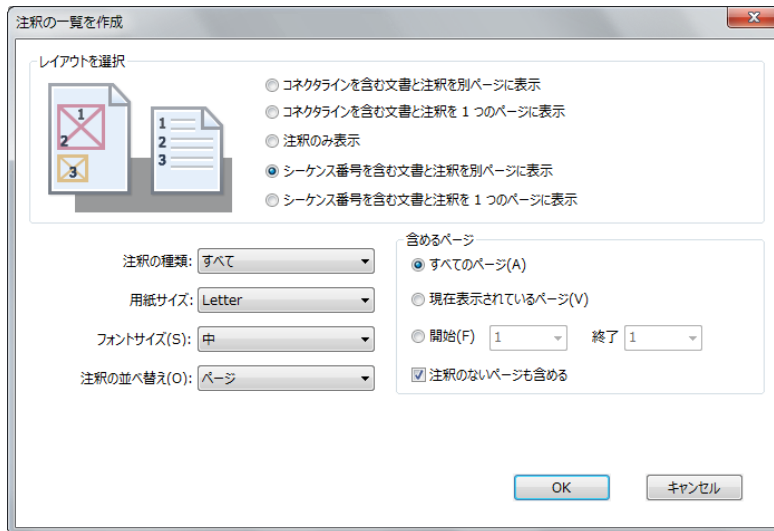 注釈の一覧を作成
レイアウトを選択
1
2
3
1
2
3
コネクタラインを含む文書と注釈を別ページに表示
コネクタラインを含む文書と注釈を 1 つのページに表示
注釈のみ表示
シーケンス番号を含む文書と注釈を別ページに表示
シーケンス番号を含む文書と注釈を 1 つのページに表示
注釈の種類: すべて
用紙サイズ: Letter
フォントサイズ(S): 中
注釈の並べ替え(O): ページ
含めるページ
すべてのページ(A)
現在表示されているページ(V)
開始(F) 1 終了 1
注釈のないページも含める
OK キャンセル